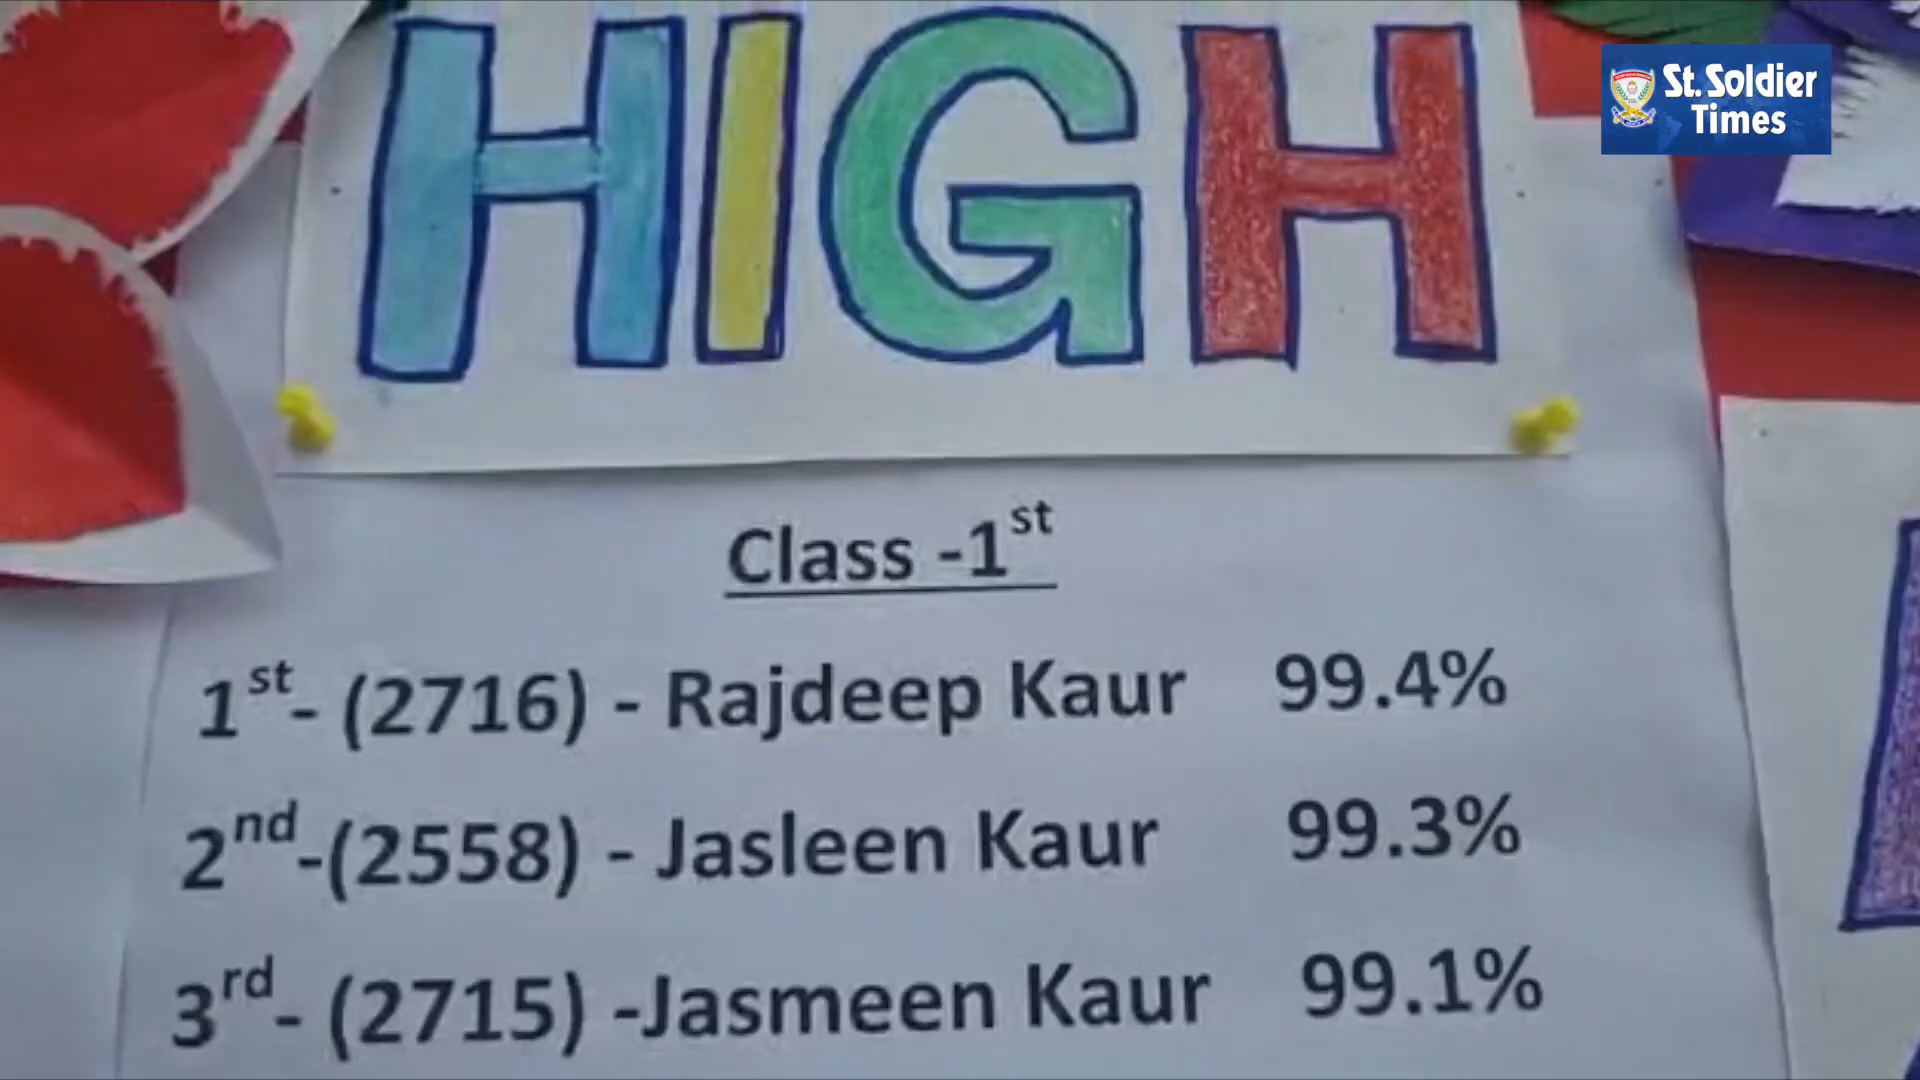 HIGH
St. Soldier
Times
Class -1st
1st- (2716) - Rajdeep Kaur 99.4%
2nd-(2558) - Jasleen Kaur 99.3%
3rd- (2715) -Jasmeen Kaur 99.1%